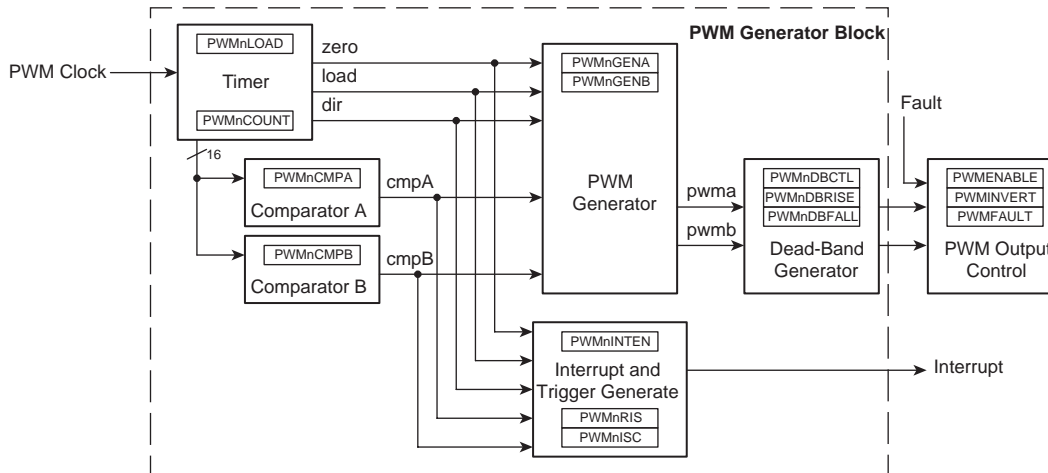 PWM Generator Block
PWM Clock
PWMnLOAD
Timer
PWMnCOUNT
zero
load
dir
16
PWMnCMPA
Comparator A
cmpA
PWMnCMPB
Comparator B
cmpB
PWMnGENA
PWMnGENB
PWM
Generator
pwma
pwmb
PWMnDBCTL
PWMnDBRISE
PWMnDBFALL
Dead-Band
Generator
Fault
PWMENABLE
PWMINVERT
PWMFAULT
PWM Output
Control
PWMnINTEN
Interrupt and
Trigger Generate
PWMnRIS
PWMnISC
Interrupt